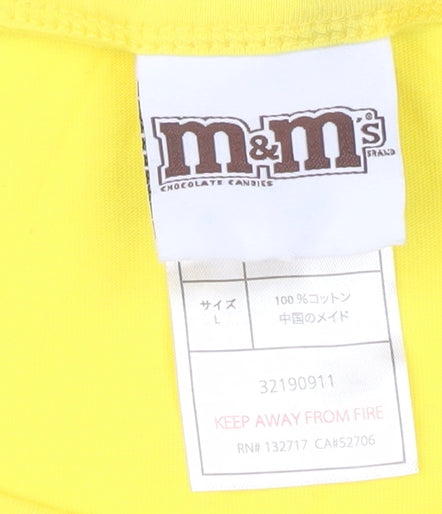 m&m's®
BRAND
CHOCOLATE CANDIES
サイズ 100%コットン
L 中国のメイド
32190911
KEEP AWAY FROM FIRE
RN# 132717 CA#52706